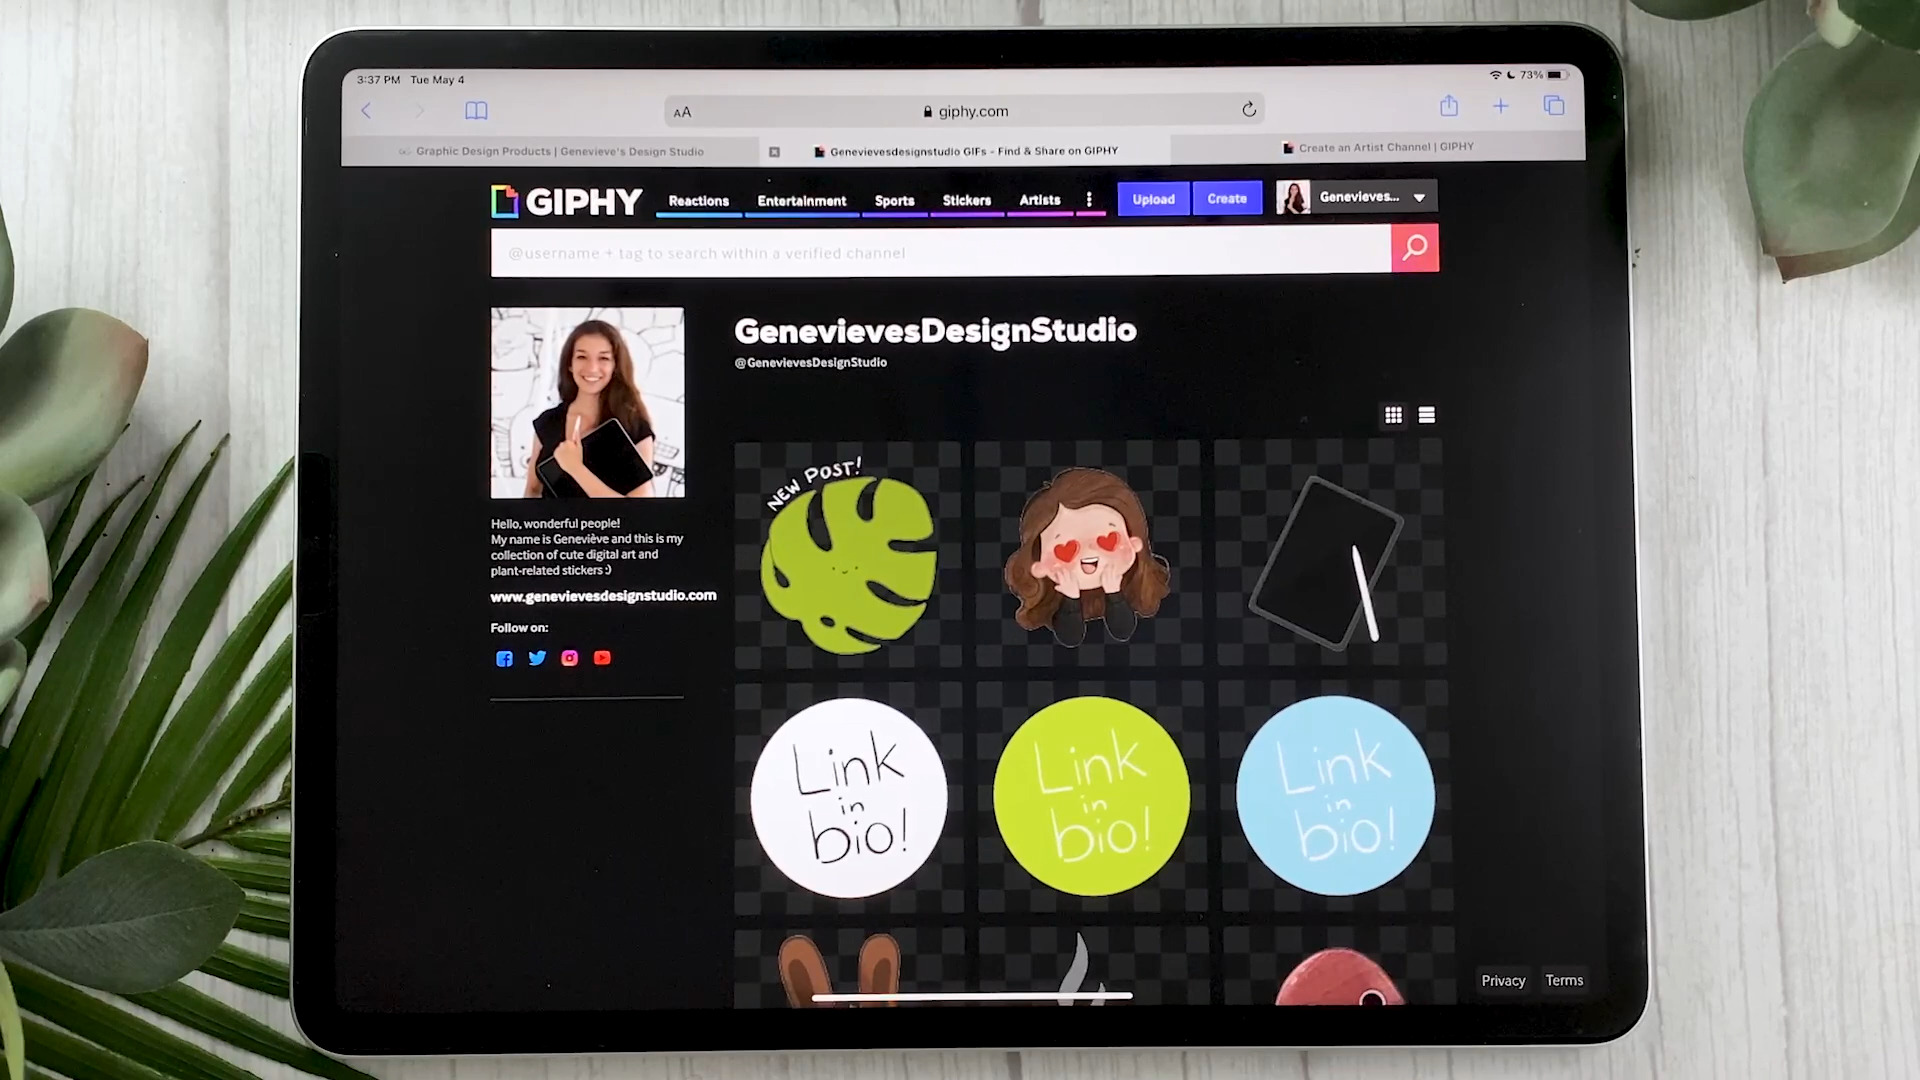 3:37 PM Tue May 4
73%
AA
giphy.com
Graphic Design Products | Genevieve's Design Studio
Genevievesdesignstudio GIFs - Find & Share on GIPHY
Create an Artist Channel | GIPHY
GIPHY
Reactions
Entertainment
Sports
Stickers
Artists
Upload
Create
Genevieves...
@username + tag to search within a verified channel
GenevievesDesignStudio
@GenevievesDesignStudio
Hello, wonderful people!
My name is Geneviève and this is my
collection of cute digital art and
plant-related stickers :)
www.genevievesdesignstudio.com
Follow on:
NEW POST!
Link
in
bio!
Link
in
bio!
Link
in
bio!
Privacy
Terms